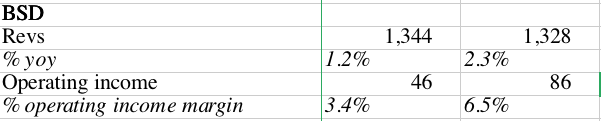 BSD
Revs 1,344 1,328
% yoy 1.2% 2.3%
Operating income 46 86
% operating income margin 3.4% 6.5%